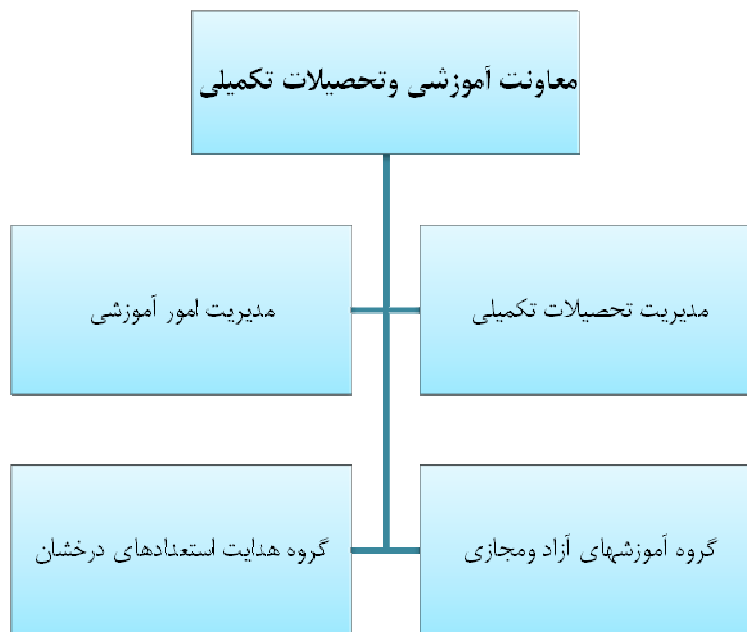 معاونت آموزشی وتحصیلات تکمیلی
مدیریت تحصیلات تکمیلی
مدیریت امور آموزشی
گروه آموزشهای آزاد ومجازی
گروه هدایت استعدادهای درخشان